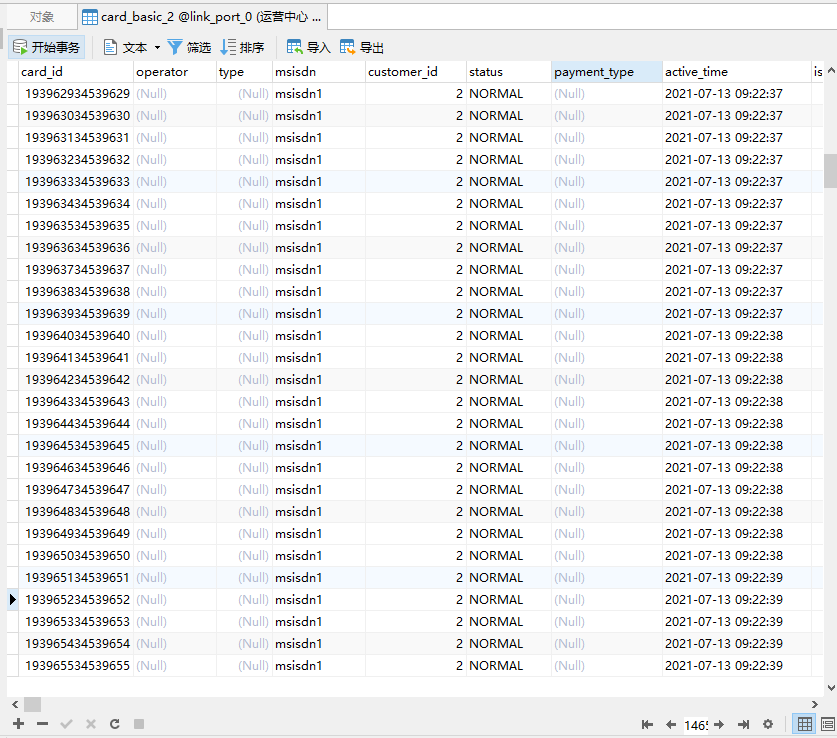 对象 card_basic_2 @link_port_0 (运营中心 ...
开始事务 文本 筛选 排序 导入 导出
card_id operator type msisdn customer_id status payment_type active_time is
193962934539629 (Null) (Null) msisdn1 2 NORMAL (Null) 2021-07-13 09:22:37
193963034539630 (Null) (Null) msisdn1 2 NORMAL (Null) 2021-07-13 09:22:37
193963134539631 (Null) (Null) msisdn1 2 NORMAL (Null) 2021-07-13 09:22:37
193963234539632 (Null) (Null) msisdn1 2 NORMAL (Null) 2021-07-13 09:22:37
193963334539633 (Null) (Null) msisdn1 2 NORMAL (Null) 2021-07-13 09:22:37
193963434539634 (Null) (Null) msisdn1 2 NORMAL (Null) 2021-07-13 09:22:37
193963534539635 (Null) (Null) msisdn1 2 NORMAL (Null) 2021-07-13 09:22:37
193963634539636 (Null) (Null) msisdn1 2 NORMAL (Null) 2021-07-13 09:22:37
193963734539637 (Null) (Null) msisdn1 2 NORMAL (Null) 2021-07-13 09:22:37
193963834539638 (Null) (Null) msisdn1 2 NORMAL (Null) 2021-07-13 09:22:37
193963934539639 (Null) (Null) msisdn1 2 NORMAL (Null) 2021-07-13 09:22:37
193964034539640 (Null) (Null) msisdn1 2 NORMAL (Null) 2021-07-13 09:22:38
193964134539641 (Null) (Null) msisdn1 2 NORMAL (Null) 2021-07-13 09:22:38
193964234539642 (Null) (Null) msisdn1 2 NORMAL (Null) 2021-07-13 09:22:38
193964334539643 (Null) (Null) msisdn1 2 NORMAL (Null) 2021-07-13 09:22:38
193964434539644 (Null) (Null) msisdn1 2 NORMAL (Null) 2021-07-13 09:22:38
193964534539645 (Null) (Null) msisdn1 2 NORMAL (Null) 2021-07-13 09:22:38
193964634539646 (Null) (Null) msisdn1 2 NORMAL (Null) 2021-07-13 09:22:38
193964734539647 (Null) (Null) msisdn1 2 NORMAL (Null) 2021-07-13 09:22:38
193964834539648 (Null) (Null) msisdn1 2 NORMAL (Null) 2021-07-13 09:22:38
193964934539649 (Null) (Null) msisdn1 2 NORMAL (Null) 2021-07-13 09:22:38
193965034539650 (Null) (Null) msisdn1 2 NORMAL (Null) 2021-07-13 09:22:38
193965134539651 (Null) (Null) msisdn1 2 NORMAL (Null) 2021-07-13 09:22:39
193965234539652 (Null) (Null) msisdn1 2 NORMAL (Null) 2021-07-13 09:22:39
193965334539653 (Null) (Null) msisdn1 2 NORMAL (Null) 2021-07-13 09:22:39
193965434539654 (Null) (Null) msisdn1 2 NORMAL (Null) 2021-07-13 09:22:39
193965534539655 (Null) (Null) msisdn1 2 NORMAL (Null) 2021-07-13 09:22:39